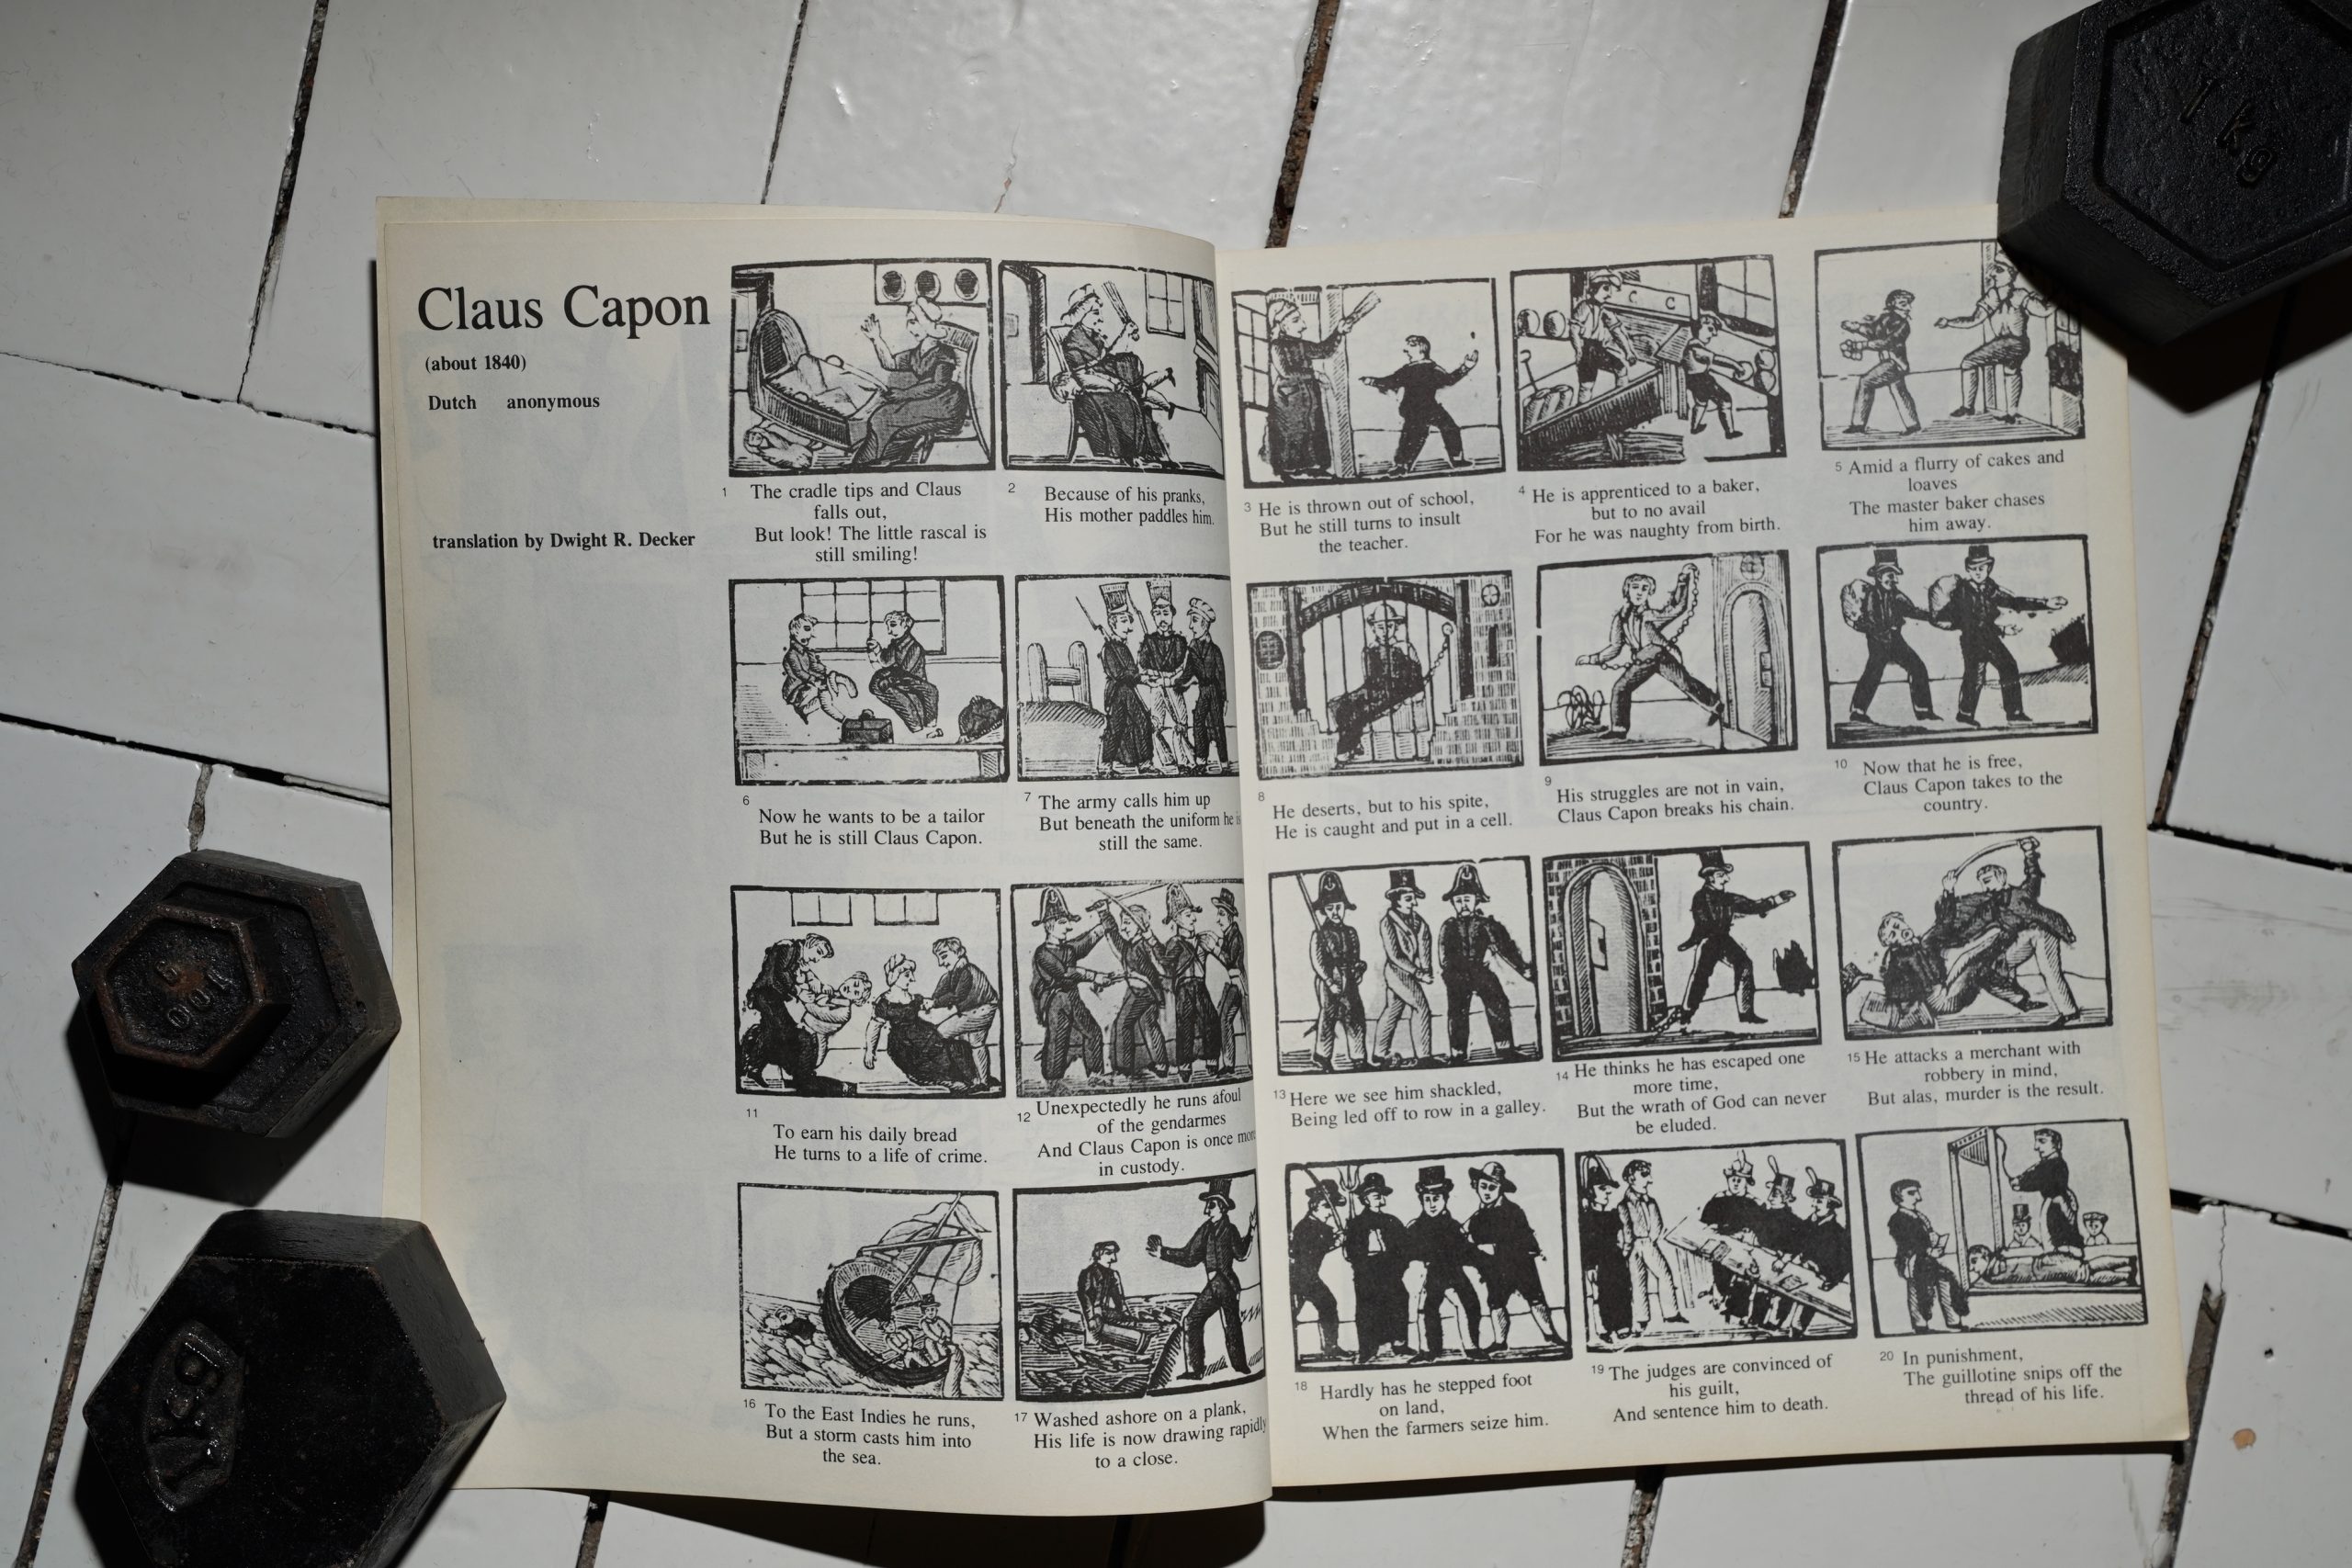 Claus Capon
(about 1840)
Dutch anonymous
translation by Dwight R. Decker
1 The cradle tips and Claus
falls out,
But look! The little rascal is
still smiling!
2 Because of his pranks,
His mother paddles him.
3 He is thrown out of school,
But he still turns to insult
the teacher.
C C
4 He is apprenticed to a baker,
but to no avail
For he was naughty from birth.
5 Amid a flurry of cakes and
loaves
The master baker chases
him away.
6 Now he wants to be a tailor
But he is still Claus Capon.
7 The army calls him up
But beneath the uniform he is
still the same.
8 He deserts, but to his spite,
He is caught and put in a cell.
9 His struggles are not in vain,
Claus Capon breaks his chain.
10 Now that he is free,
Claus Capon takes to the
country.
11 To earn his daily bread
He turns to a life of crime.
12 Unexpectedly he runs afoul
of the gendarmes
And Claus Capon is once more
in custody.
13 Here we see him shackled,
Being led off to row in a galley.
14 He thinks he has escaped one
more time,
But the wrath of God can never
be eluded.
15 He attacks a merchant with
robbery in mind,
But alas, murder is the result.
16 To the East Indies he runs,
But a storm casts him into
the sea.
17 Washed ashore on a plank,
His life is now drawing rapidly
to a close.
18 Hardly has he stepped foot
on land,
When the farmers seize him.
19 The judges are convinced of
his guilt,
And sentence him to death.
20 In punishment,
The guillotine snips off the
thread of his life.
1 kg
100
G
1 KG